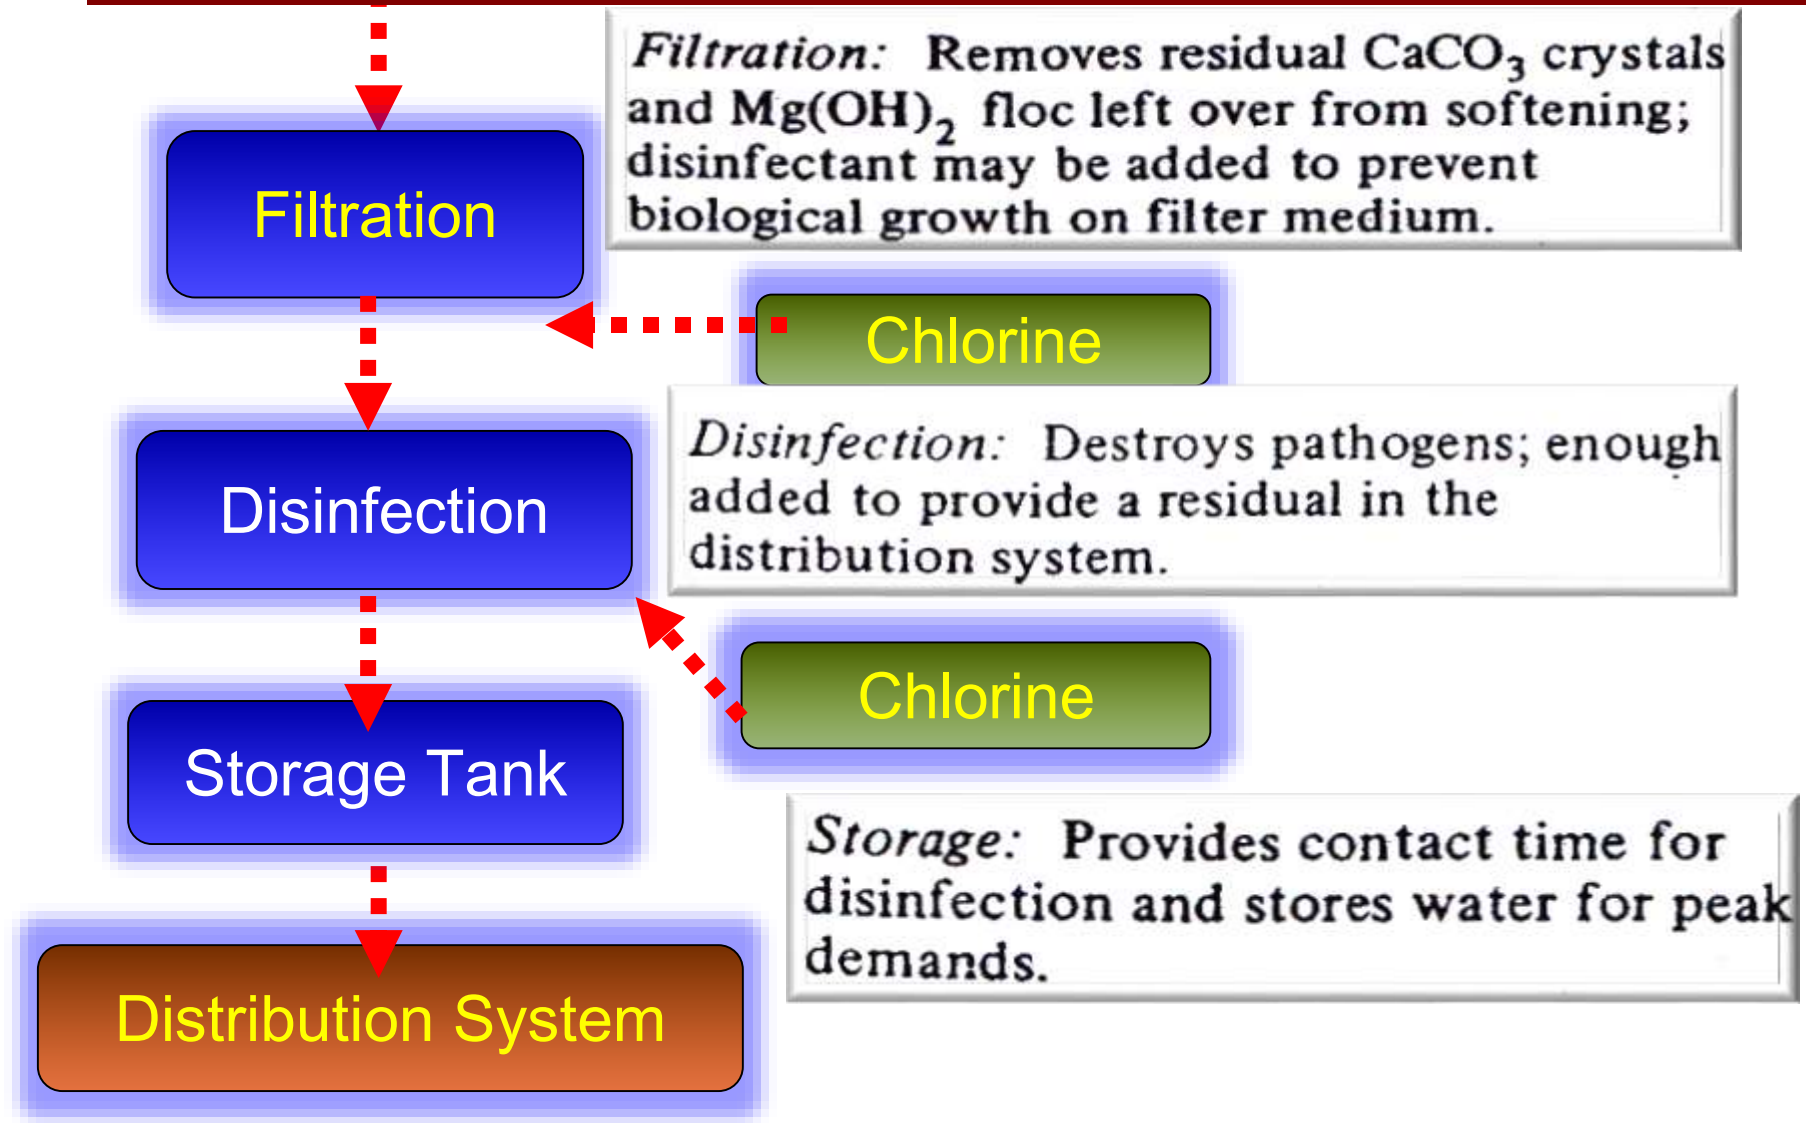 Filtration: Removes residual CaCO₃ crystals
and Mg(OH)₂ floc left over from softening;
disinfectant may be added to prevent
biological growth on filter medium.
Filtration
Chlorine
Disinfection: Destroys pathogens; enough
added to provide a residual in the
distribution system.
Disinfection
Chlorine
Storage Tank
Storage: Provides contact time for
disinfection and stores water for peak
demands.
Distribution System